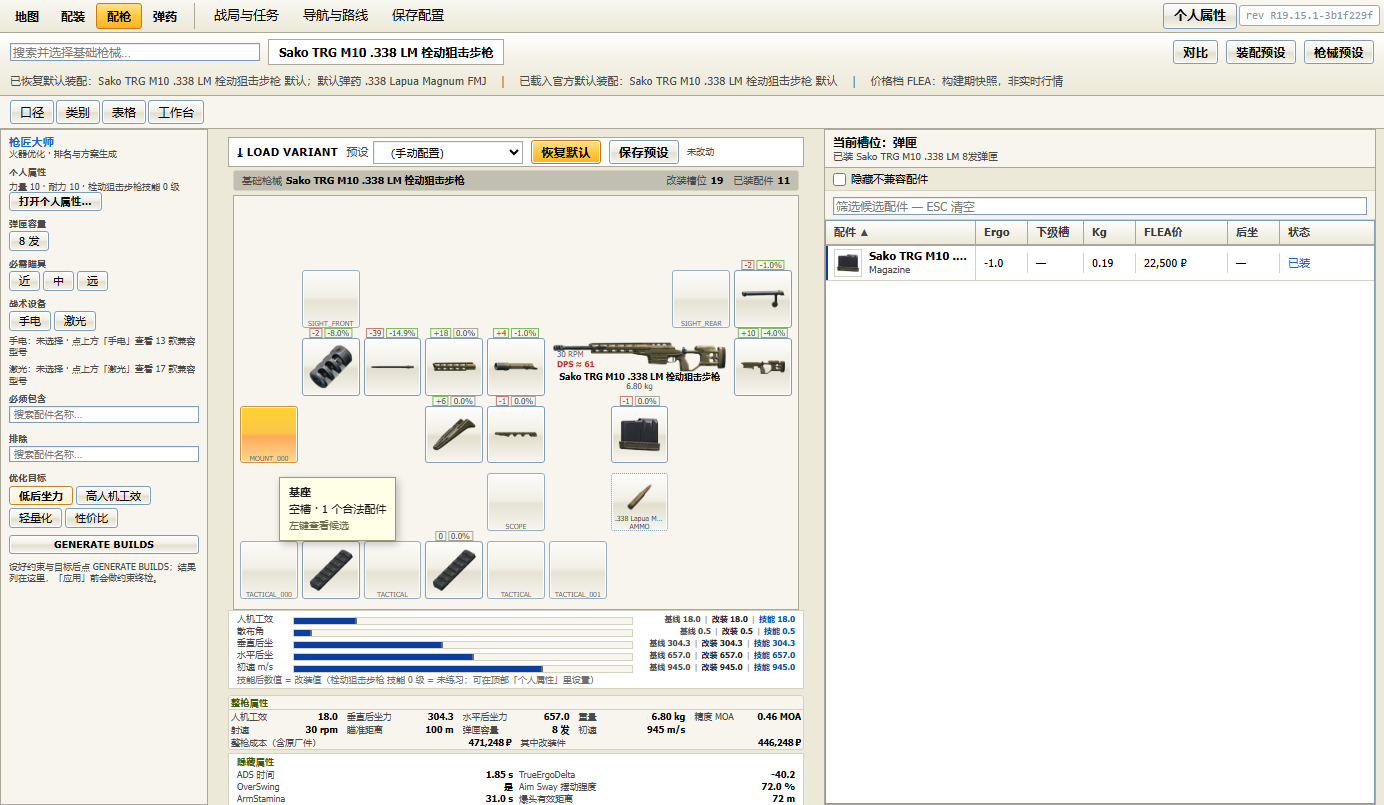 地图 配装 配枪 弹药 战局与任务 导航与路线 保存配置 个人属性 rev R19.15.1-3b1f229f
搜索并选择基础枪械... Sako TRG M10 .338 LM 栓动狙击步枪 对比 装配预设 枪械预设
已恢复默认装配：Sako TRG M10 .338 LM 栓动狙击步枪 默认；默认弹药 .338 Lapua Magnum FMJ | 已载入官方默认装配：Sako TRG M10 .338 LM 栓动狙击步枪 默认 | 价格档 FLEA：构建期快照，非实时行情
口径 类别 表格 工作台
枪匠大师
火器优化 · 排名与方案生成
个人属性
力量 10 · 耐力 10 · 栓动狙击步枪技能 0 级
打开个人属性...
弹匣容量
8 发
必需瞄具
近 中 远
战术设备
手电 激光
手电：未选择 · 点上方「手电」查看 13 款兼容
型号
激光：未选择 · 点上方「激光」查看 17 款兼容
型号
必须包含
搜索配件名称...
排除
搜索配件名称...
优化目标
低后坐力 高人机工效
轻量化 性价比
GENERATE BUILDS
设好约束与目标后点 GENERATE BUILDS；结果
列在这里，「应用」前会做约束终检。
⤓ LOAD VARIANT 预设 (手动配置) 恢复默认 保存预设 未改动
基础枪械 Sako TRG M10 .338 LM 栓动狙击步枪 改装槽位 19 已装配件 11
-2 -1.0%
SIGHT_FRONT SIGHT_REAR
-2 -8.0% -39 -14.9% +18 0.0% +4 -1.0% +10 -4.0%
30 RPM
DPS ≈ 61
Sako TRG M10 .338 LM 栓动狙击步枪
6.80 kg
+6 0.0% -1 0.0% -1 0.0%
MOUNT_000
基座
空槽 · 1 个合法配件
左键查看候选
SCOPE
.338 Lapua M...
AMMO
0 0.0%
TACTICAL_000 TACTICAL TACTICAL TACTICAL_001
人机工效 基线 18.0 | 改装 18.0 | 技能 18.0
散布角 基线 0.5 | 改装 0.5 | 技能 0.5
垂直后坐 基线 304.3 | 改装 304.3 | 技能 304.3
水平后坐 基线 657.0 | 改装 657.0 | 技能 657.0
初速 m/s 基线 945.0 | 改装 945.0 | 技能 945.0
技能后数值 = 改装值（栓动狙击步枪 技能 0 级 = 未练习；可在顶部「个人属性」里设置）
整枪属性
人机工效 18.0 垂直后坐力 304.3 水平后坐力 657.0 重量 6.80 kg 精度 MOA 0.46 MOA
射速 30 rpm 瞄准距离 100 m 弹匣容量 8 发 初速 945 m/s
整枪成本（含原厂件） 471,248 ₽ 其中改装件 446,248 ₽
隐藏属性
ADS 时间 1.85 s TrueErgoDelta -40.2
OverSwing 是 Aim Sway 摆动强度 72.0 %
ArmStamina 31.0 s 爆头有效距离 72 m
当前槽位：弹匣
已装 Sako TRG M10 .338 LM 8发弹匣
隐藏不兼容配件
筛选候选配件 — ESC 清空
配件 ▲ Ergo 下级槽 Kg FLEA价 后坐 状态
Sako TRG M10 ....
Magazine
-1.0 — 0.19 22,500 ₽ — 已装